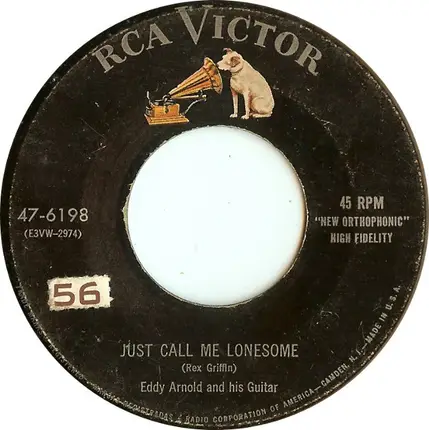 RCA VICTOR
47-6198
(E3VW-2974)
45 RPM
"NEW ORTHOPHONIC"
HIGH FIDELITY
56
JUST CALL ME LONESOME
(Rex Griffin)
Eddy Arnold and his Guitar
REGISTRADAS • RADIO CORPORATION OF AMERICA—CAMDEN, N. J.—MADE IN U.S.A.